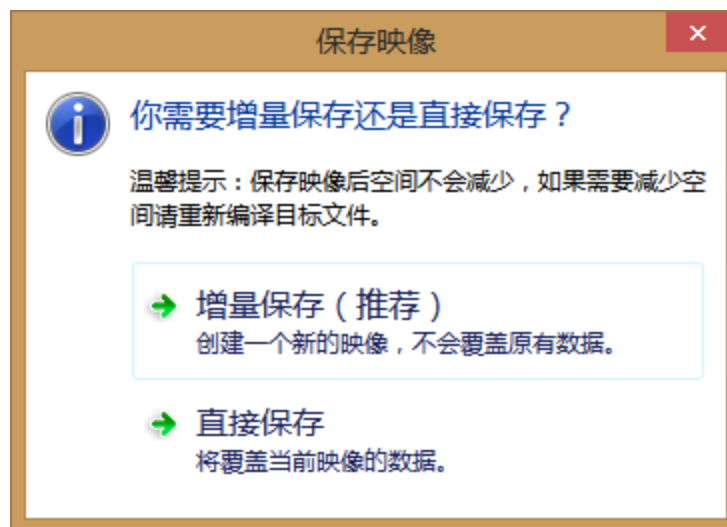 保存映像
你需要增量保存还是直接保存？
温馨提示：保存映像后空间不会减少，如果需要减少空
间请重新编译目标文件。
增量保存（推荐）
创建一个新的映像，不会覆盖原有数据。
直接保存
将覆盖当前映像的数据。